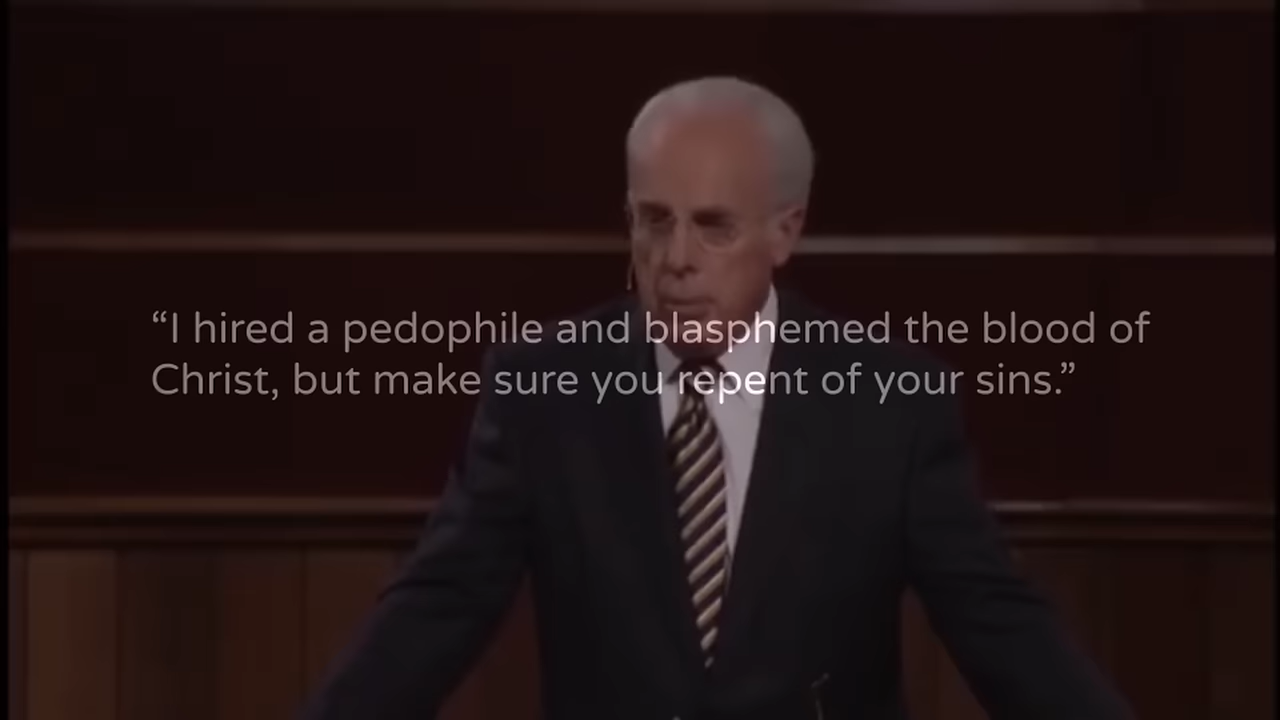 “I hired a pedophile and blasphemed the blood of
Christ, but make sure you repent of your sins.”